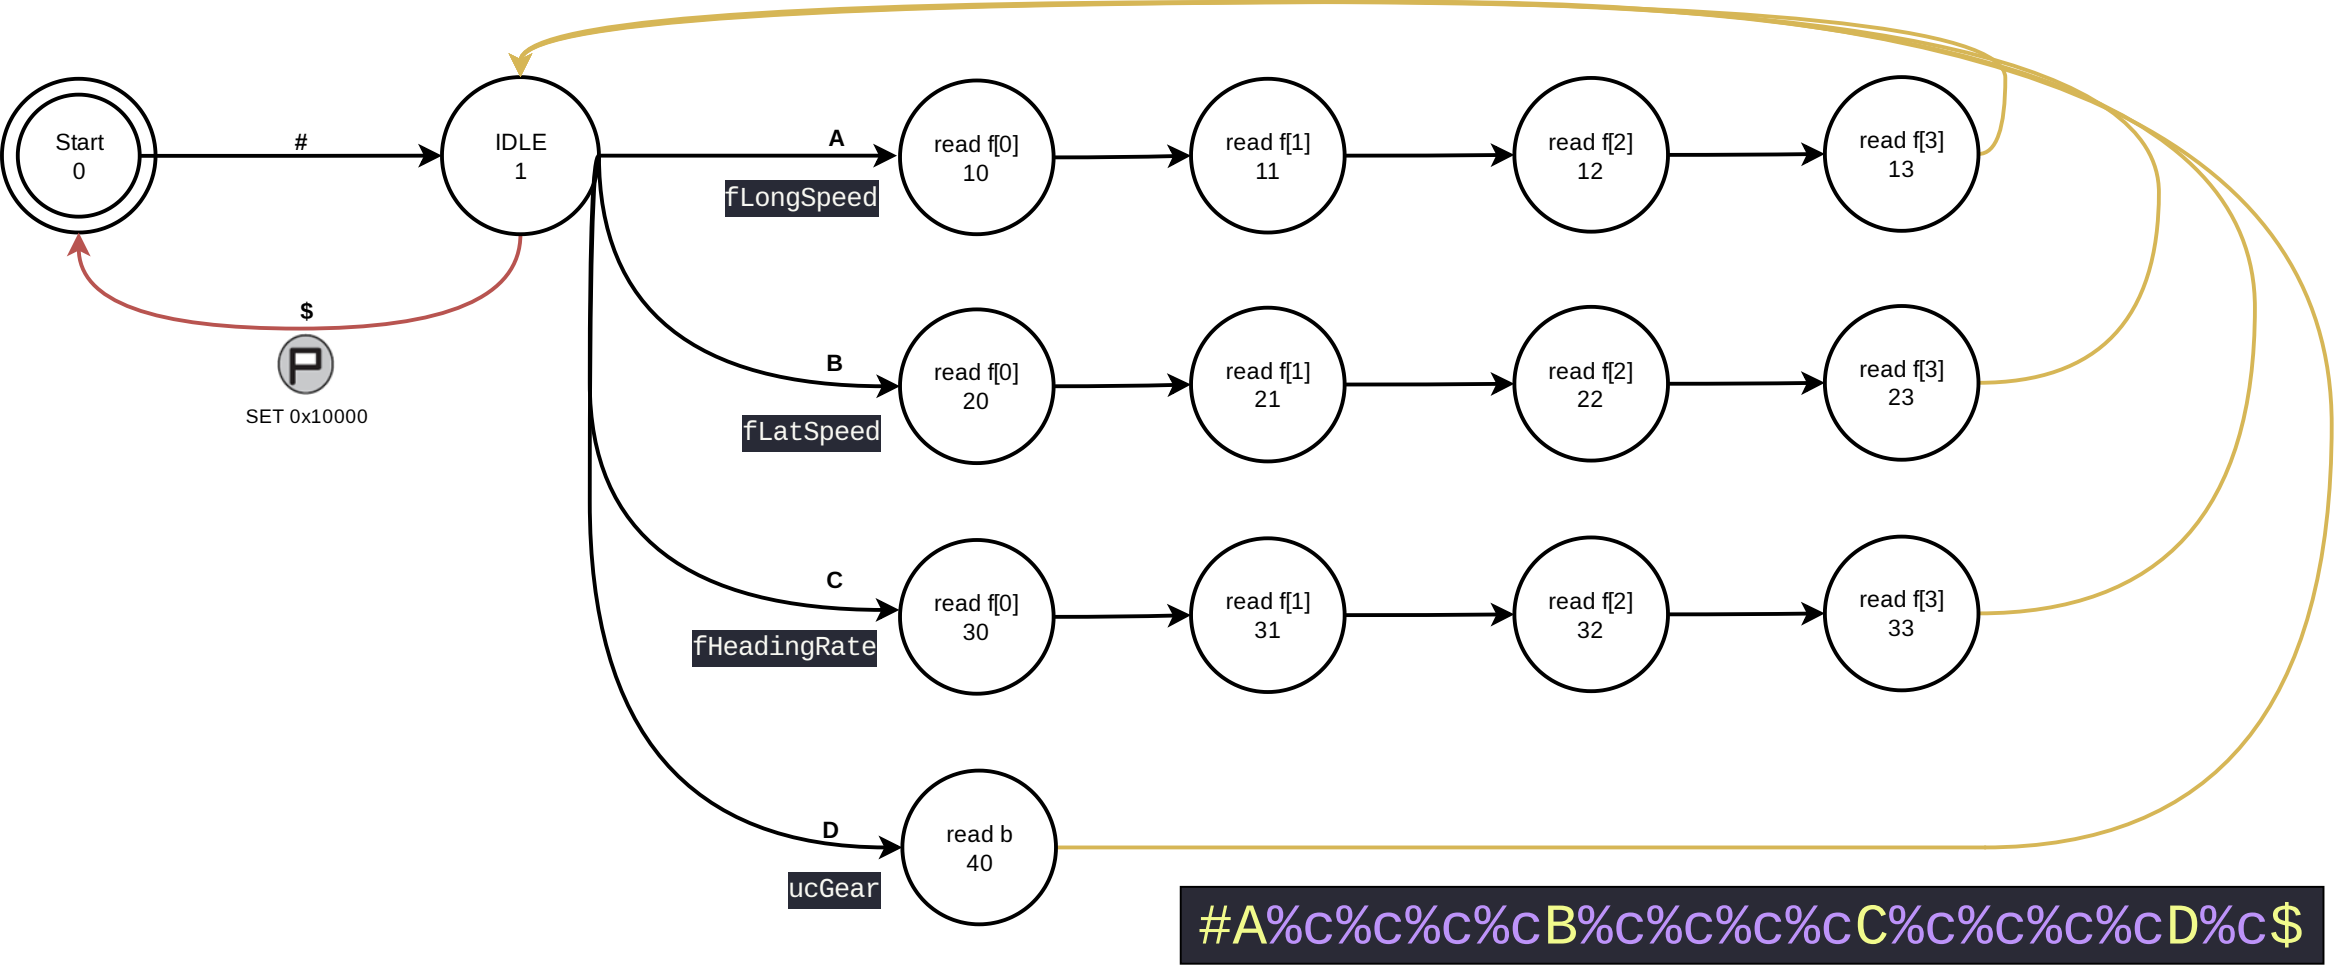 Start
0
#
IDLE
1
A
fLongSpeed
read f[0]
10
read f[1]
11
read f[2]
12
read f[3]
13
$
P
SET 0x10000
B
fLatSpeed
read f[0]
20
read f[1]
21
read f[2]
22
read f[3]
23
C
fHeadingRate
read f[0]
30
read f[1]
31
read f[2]
32
read f[3]
33
D
ucGear
read b
40
#A%c%c%c%cB%c%c%c%cC%c%c%c%cD%c$